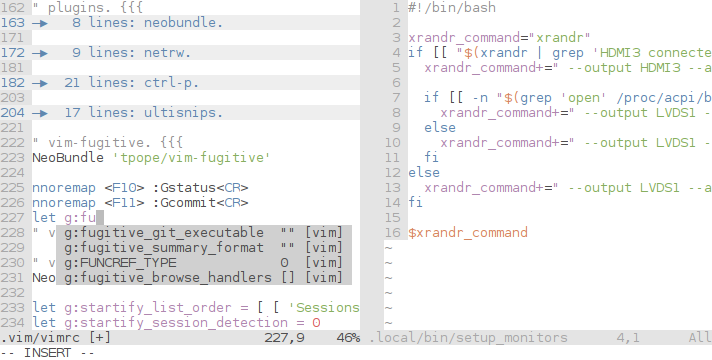 162 " plugins. {{{
163 —▶ 8 lines: neobundle.
171
172 —▶ 9 lines: netrw.
181
182 —▶ 21 lines: ctrl-p.
203
204 —▶ 17 lines: ultisnips.
221
222 " vim-fugitive. {{{
223 NeoBundle 'tpope/vim-fugitive'
224
225 nnoremap <F10> :Gstatus<CR>
226 nnoremap <F11> :Gcommit<CR>
227 let g:fu
228 " v g:fugitive_git_executable "" [vim]
229 g:fugitive_summary_format "" [vim]
230 " v g:FUNCREF_TYPE 0 [vim]
231 Neo g:fugitive_browse_handlers [] [vim]
232
233 let g:startify_list_order = [ [ 'Sessions
234 let g:startify_session_detection = 0
.vim/vimrc [+] 227,9 46%
-- INSERT --
1 #!/bin/bash
2
3 xrandr_command="xrandr"
4 if [[ "$(xrandr | grep 'HDMI3 connecte
5 xrandr_command+=" --output HDMI3 --a
6
7 if [[ -n "$(grep 'open' /proc/acpi/b
8 xrandr_command+=" --output LVDS1 -
9 else
10 xrandr_command+=" --output LVDS1 -
11 fi
12 else
13 xrandr_command+=" --output LVDS1 --a
14 fi
15
16 $xrandr_command
~
~
~
~
~
~
.local/bin/setup_monitors 4,1 All